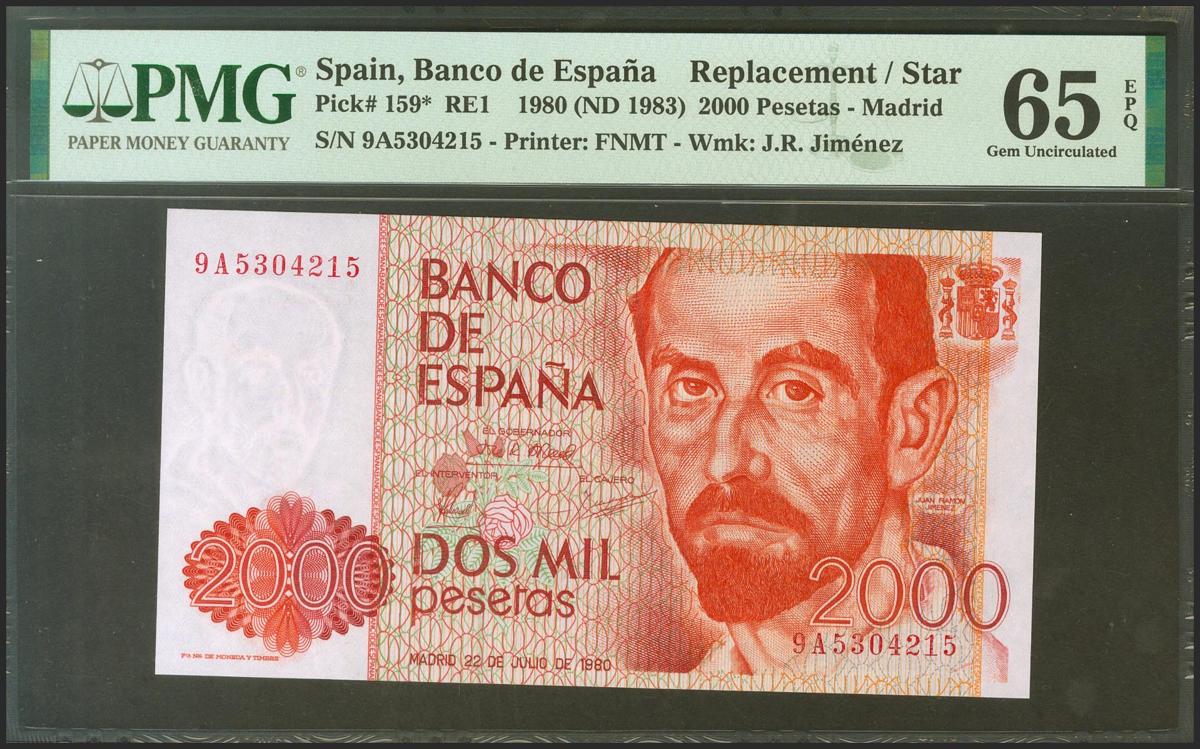 PMG®
PAPER MONEY GUARANTY
Spain, Banco de España Replacement / Star
Pick# 159* RE1 1980 (ND 1983) 2000 Pesetas - Madrid
S/N 9A5304215 - Printer: FNMT - Wmk: J.R. Jiménez
65
EPQ
Gem Uncirculated
9A5304215
BANCO
DE
ESPAÑA
EL GOBERNADOR
EL INTERVENTOR
EL CAJERO
JUAN RAMON
JIMENEZ
2000
DOS MIL
pesetas
2000
9A5304215
Fca Nal DE MONEDA Y TIMBRE
MADRID 22 DE JULIO DE 1980